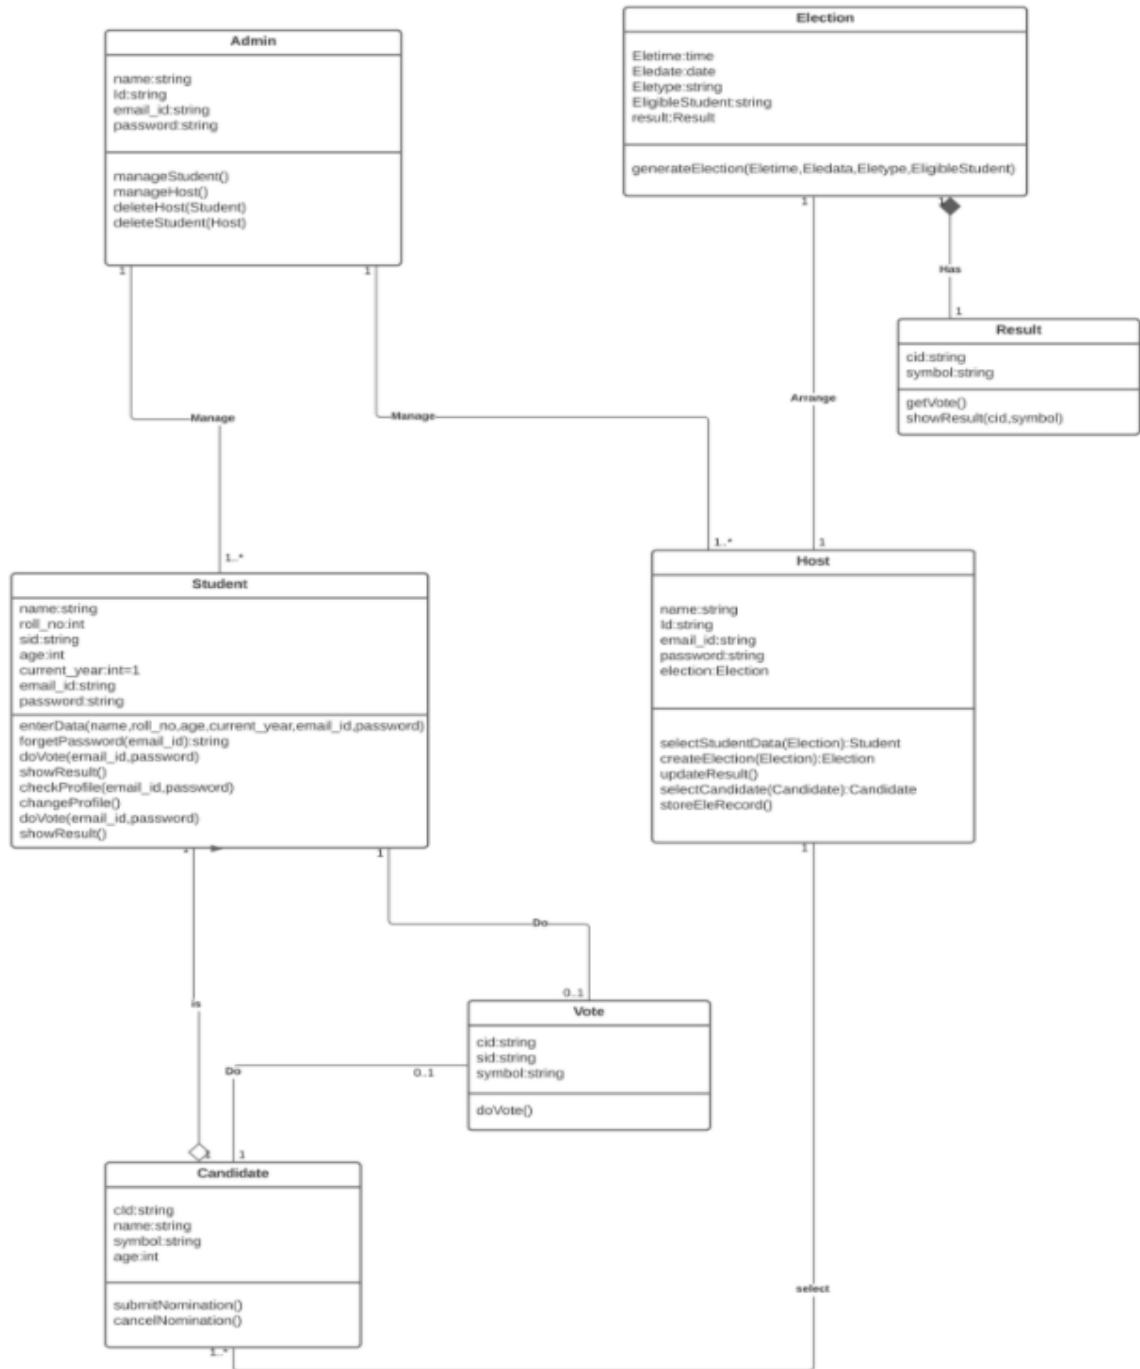 Admin
name:string
Id:string
email_id:string
password:string
manageStudent()
manageHost()
deleteHost(Student)
deleteStudent(Host)
1
1
Election
Eletime:time
Eledate:date
Eletype:string
EligibleStudent:string
result:Result
generateElection(Eletime,Eledata,Eletype,EligibleStudent)
1
1
Has
1
Result
cid:string
symbol:string
getVote()
showResult(cid,symbol)
Arrange
Manage
Manage
1..*
1..*
1
Student
name:string
roll_no:int
sid:string
age:int
current_year:int=1
email_id:string
password:string
enterData(name,roll_no,age,current_year,email_id,password)
forgetPassword(email_id):string
doVote(email_id,password)
showResult()
checkProfile(email_id,password)
changeProfile()
doVote(email_id,password)
showResult()
*
1
Host
name:string
Id:string
email_id:string
password:string
election:Election
selectStudentData(Election):Student
createElection(Election):Election
updateResult()
selectCandidate(Candidate):Candidate
storeEleRecord()
1
Do
0..1
Vote
cid:string
sid:string
symbol:string
doVote()
is
Do
0..1
1
1
Candidate
cId:string
name:string
symbol:string
age:int
submitNomination()
cancelNomination()
1..*
select